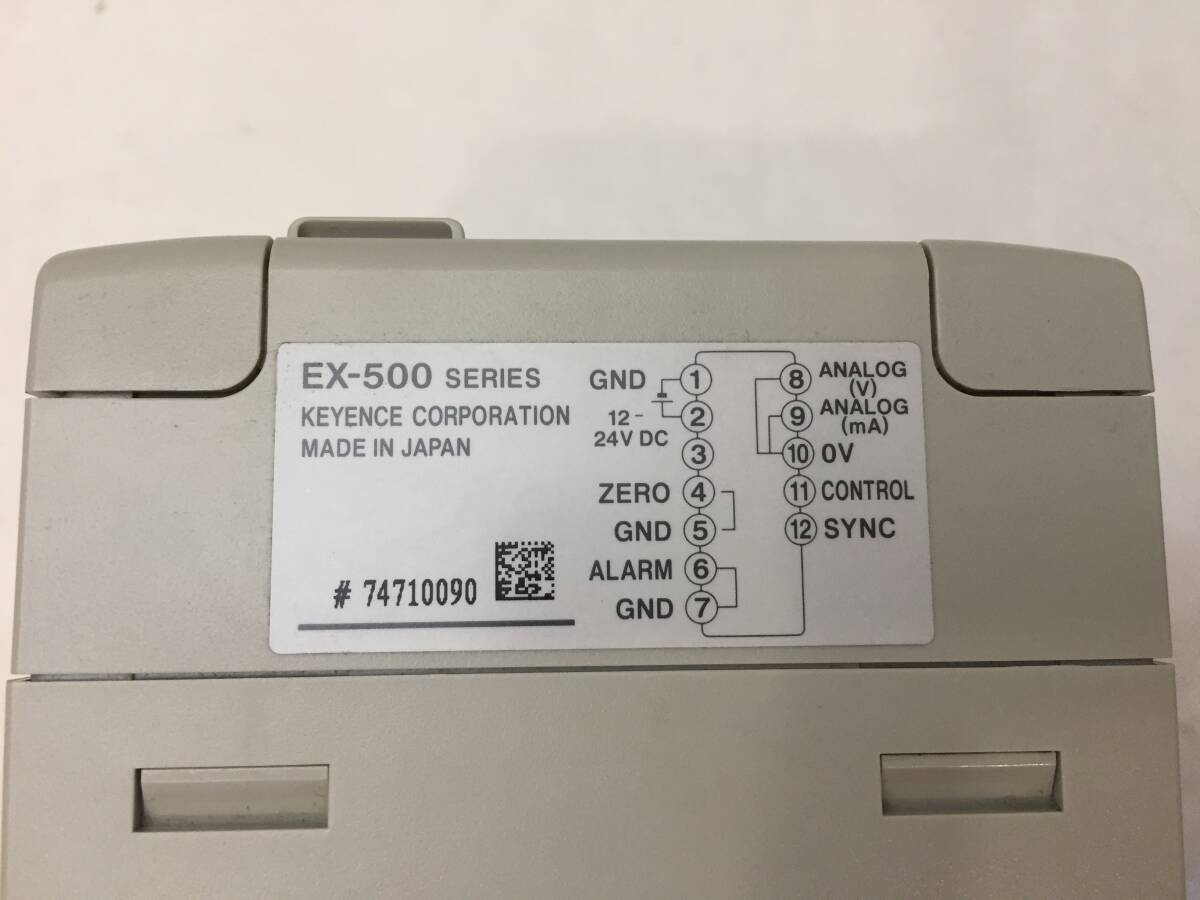 EX-500 SERIES
KEYENCE CORPORATION
MADE IN JAPAN
# 74710090
GND 1
12-
24V DC 2
3
ZERO 4
GND 5
ALARM 6
GND 7
8 ANALOG
(V)
9 ANALOG
(mA)
10 0V
11 CONTROL
12 SYNC